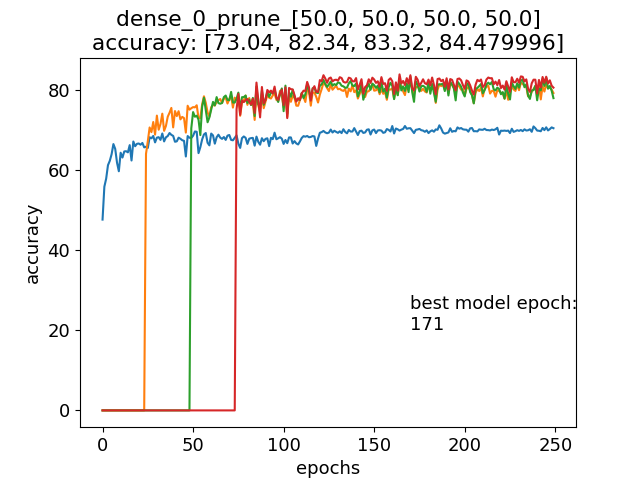 dense_0_prune_[50.0, 50.0, 50.0, 50.0]
accuracy: [73.04, 82.34, 83.32, 84.479996]
80
60
40
20
0
accuracy
best model epoch:
171
0 50 100 150 200 250
epochs